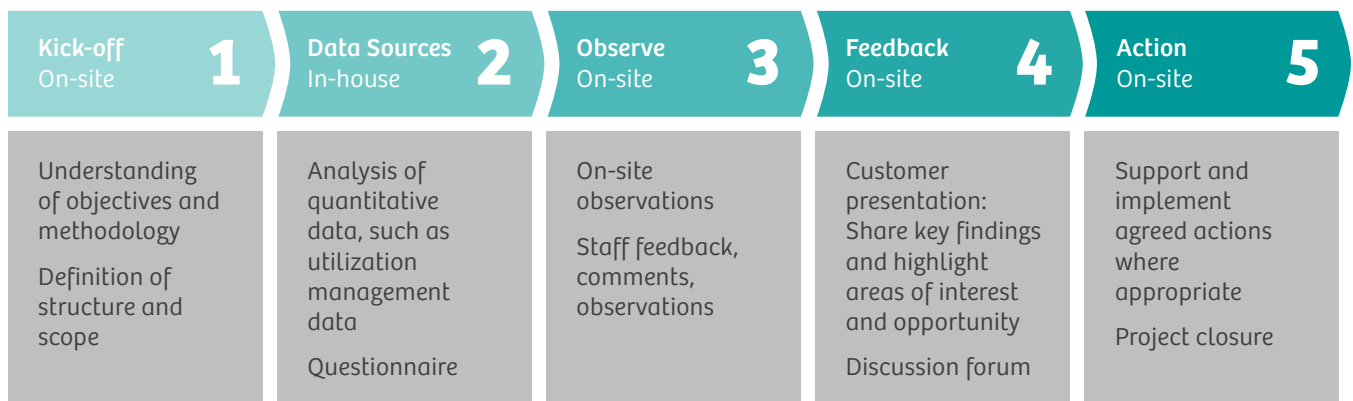 Kick-off
On-site
1
Data Sources
In-house
2
Observe
On-site
3
Feedback
On-site
4
Action
On-site
5
Understanding
of objectives and
methodology
Definition of
structure and
scope
Analysis of
quantitative
data, such as
utilization
management
data
Questionnaire
On-site
observations
Staff feedback,
comments,
observations
Customer
presentation:
Share key findings
and highlight
areas of interest
and opportunity
Discussion forum
Support and
implement
agreed actions
where
appropriate
Project closure